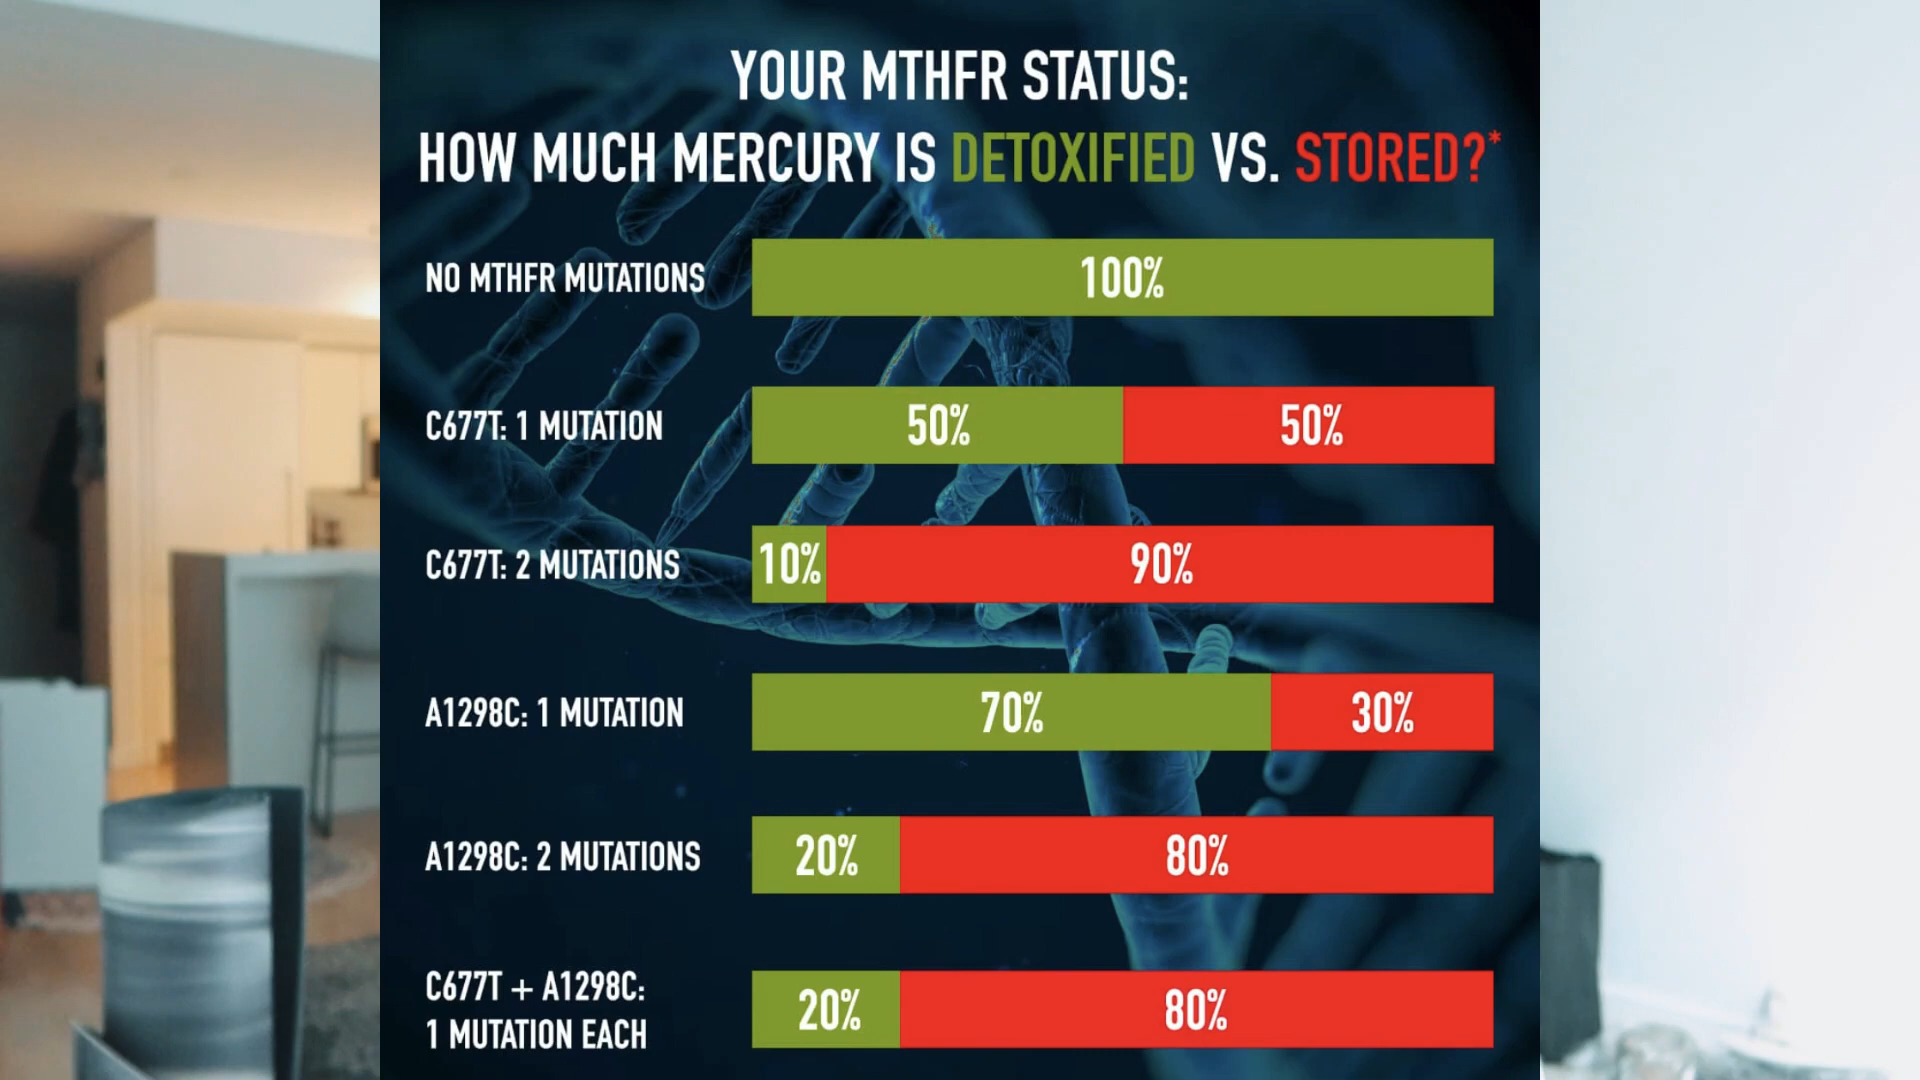 YOUR MTHFR STATUS:
HOW MUCH MERCURY IS DETOXIFIED VS. STORED?*
NO MTHFR MUTATIONS 100%
C677T: 1 MUTATION 50% 50%
C677T: 2 MUTATIONS 10% 90%
A1298C: 1 MUTATION 70% 30%
A1298C: 2 MUTATIONS 20% 80%
C677T + A1298C:
1 MUTATION EACH 20% 80%